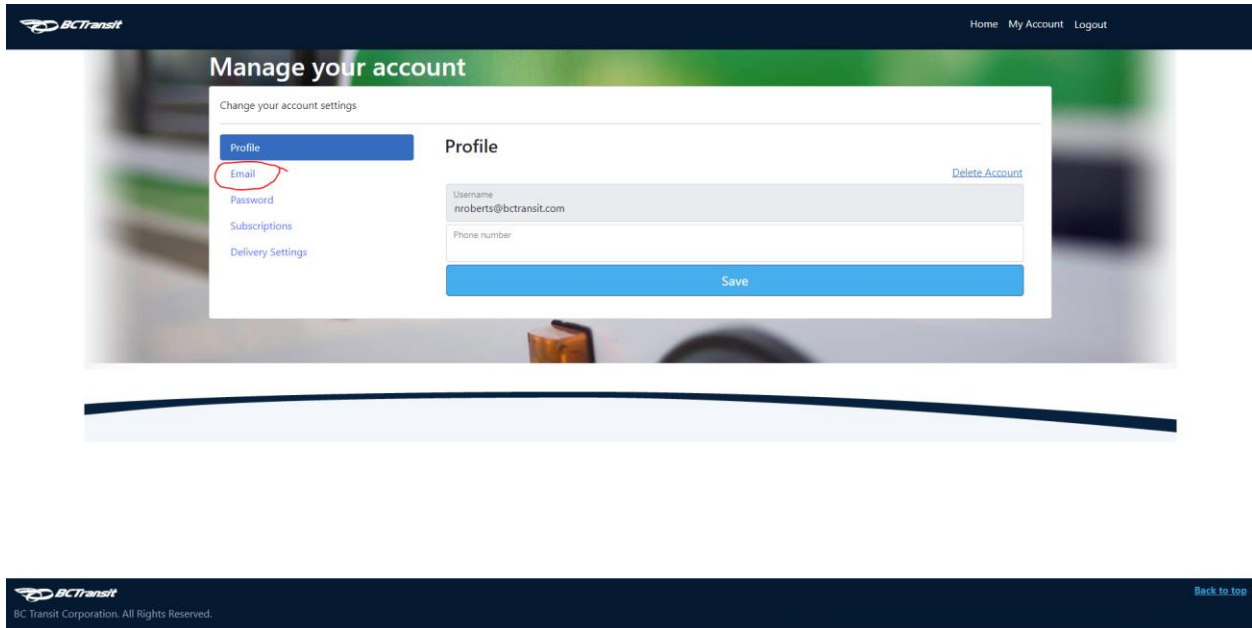 BCTransit
Home My Account Logout
Manage your account
Change your account settings
Profile
Email
Password
Subscriptions
Delivery Settings
Profile
Delete Account
Username
nroberts@bctransit.com
Phone number
Save
BCTransit
BC Transit Corporation. All Rights Reserved.
Back to top